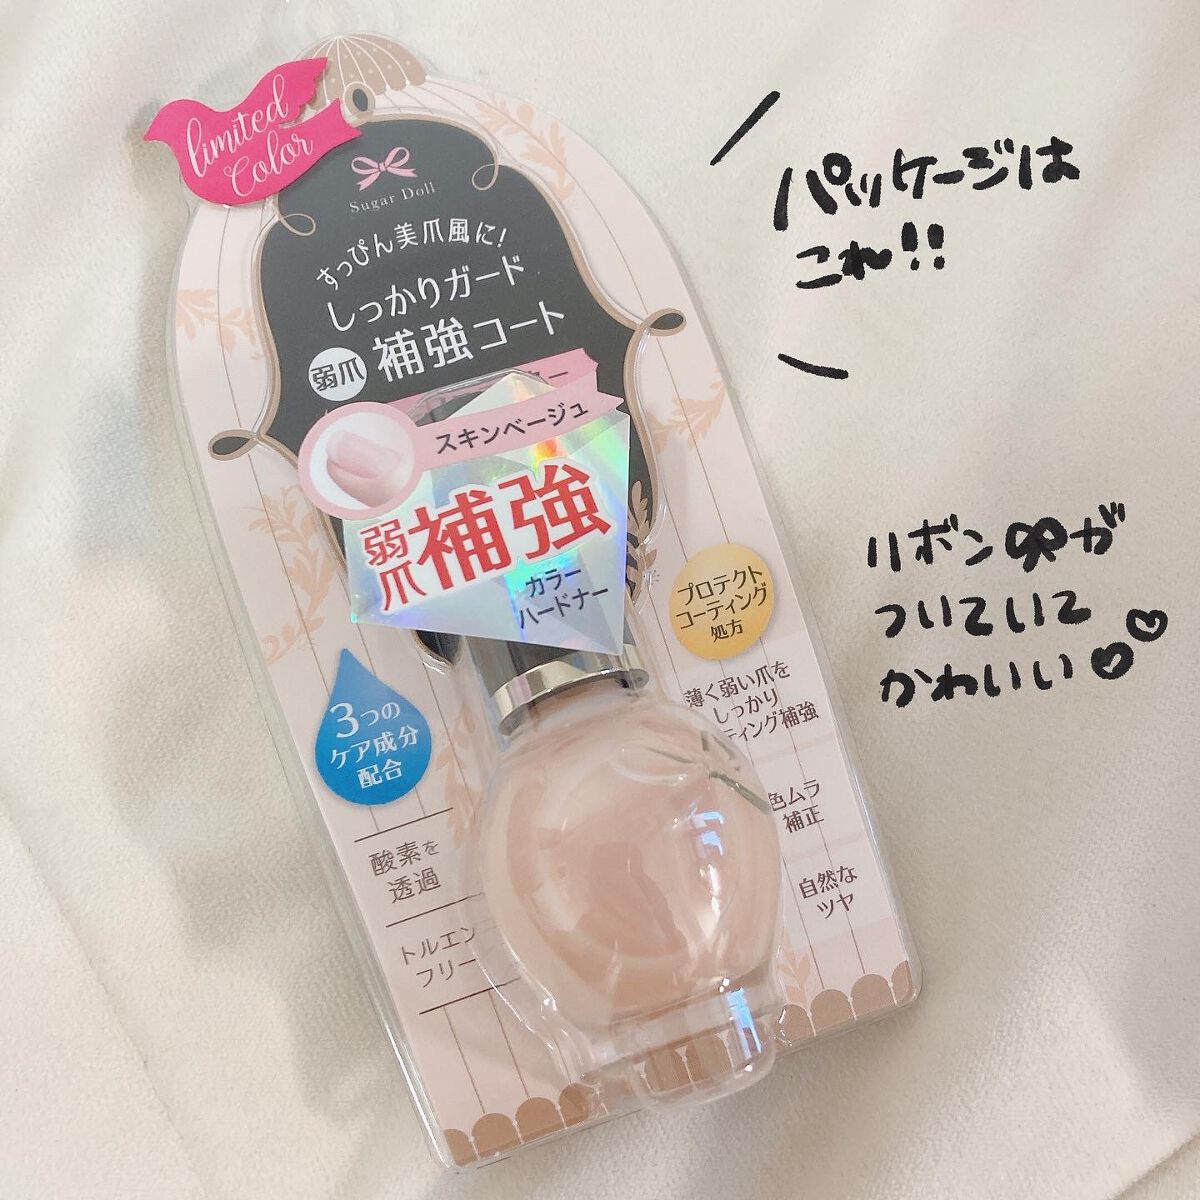 limited
Color
Sugar Doll
すっぴん美爪風に!
しっかりガード
弱爪 補強コート
スキンベージュ
弱爪 補強
カラー
ハードナー
プロテクト
コーティング
処方
3つの
ケア成分
配合
薄く弱い爪を
しっかり
ティング補強
色ムラ
補正
自然な
ツヤ
酸素を
透過
トルエン
フリー
パッケージは
これ!!
リボンが
ついていて
かわいい♡♡